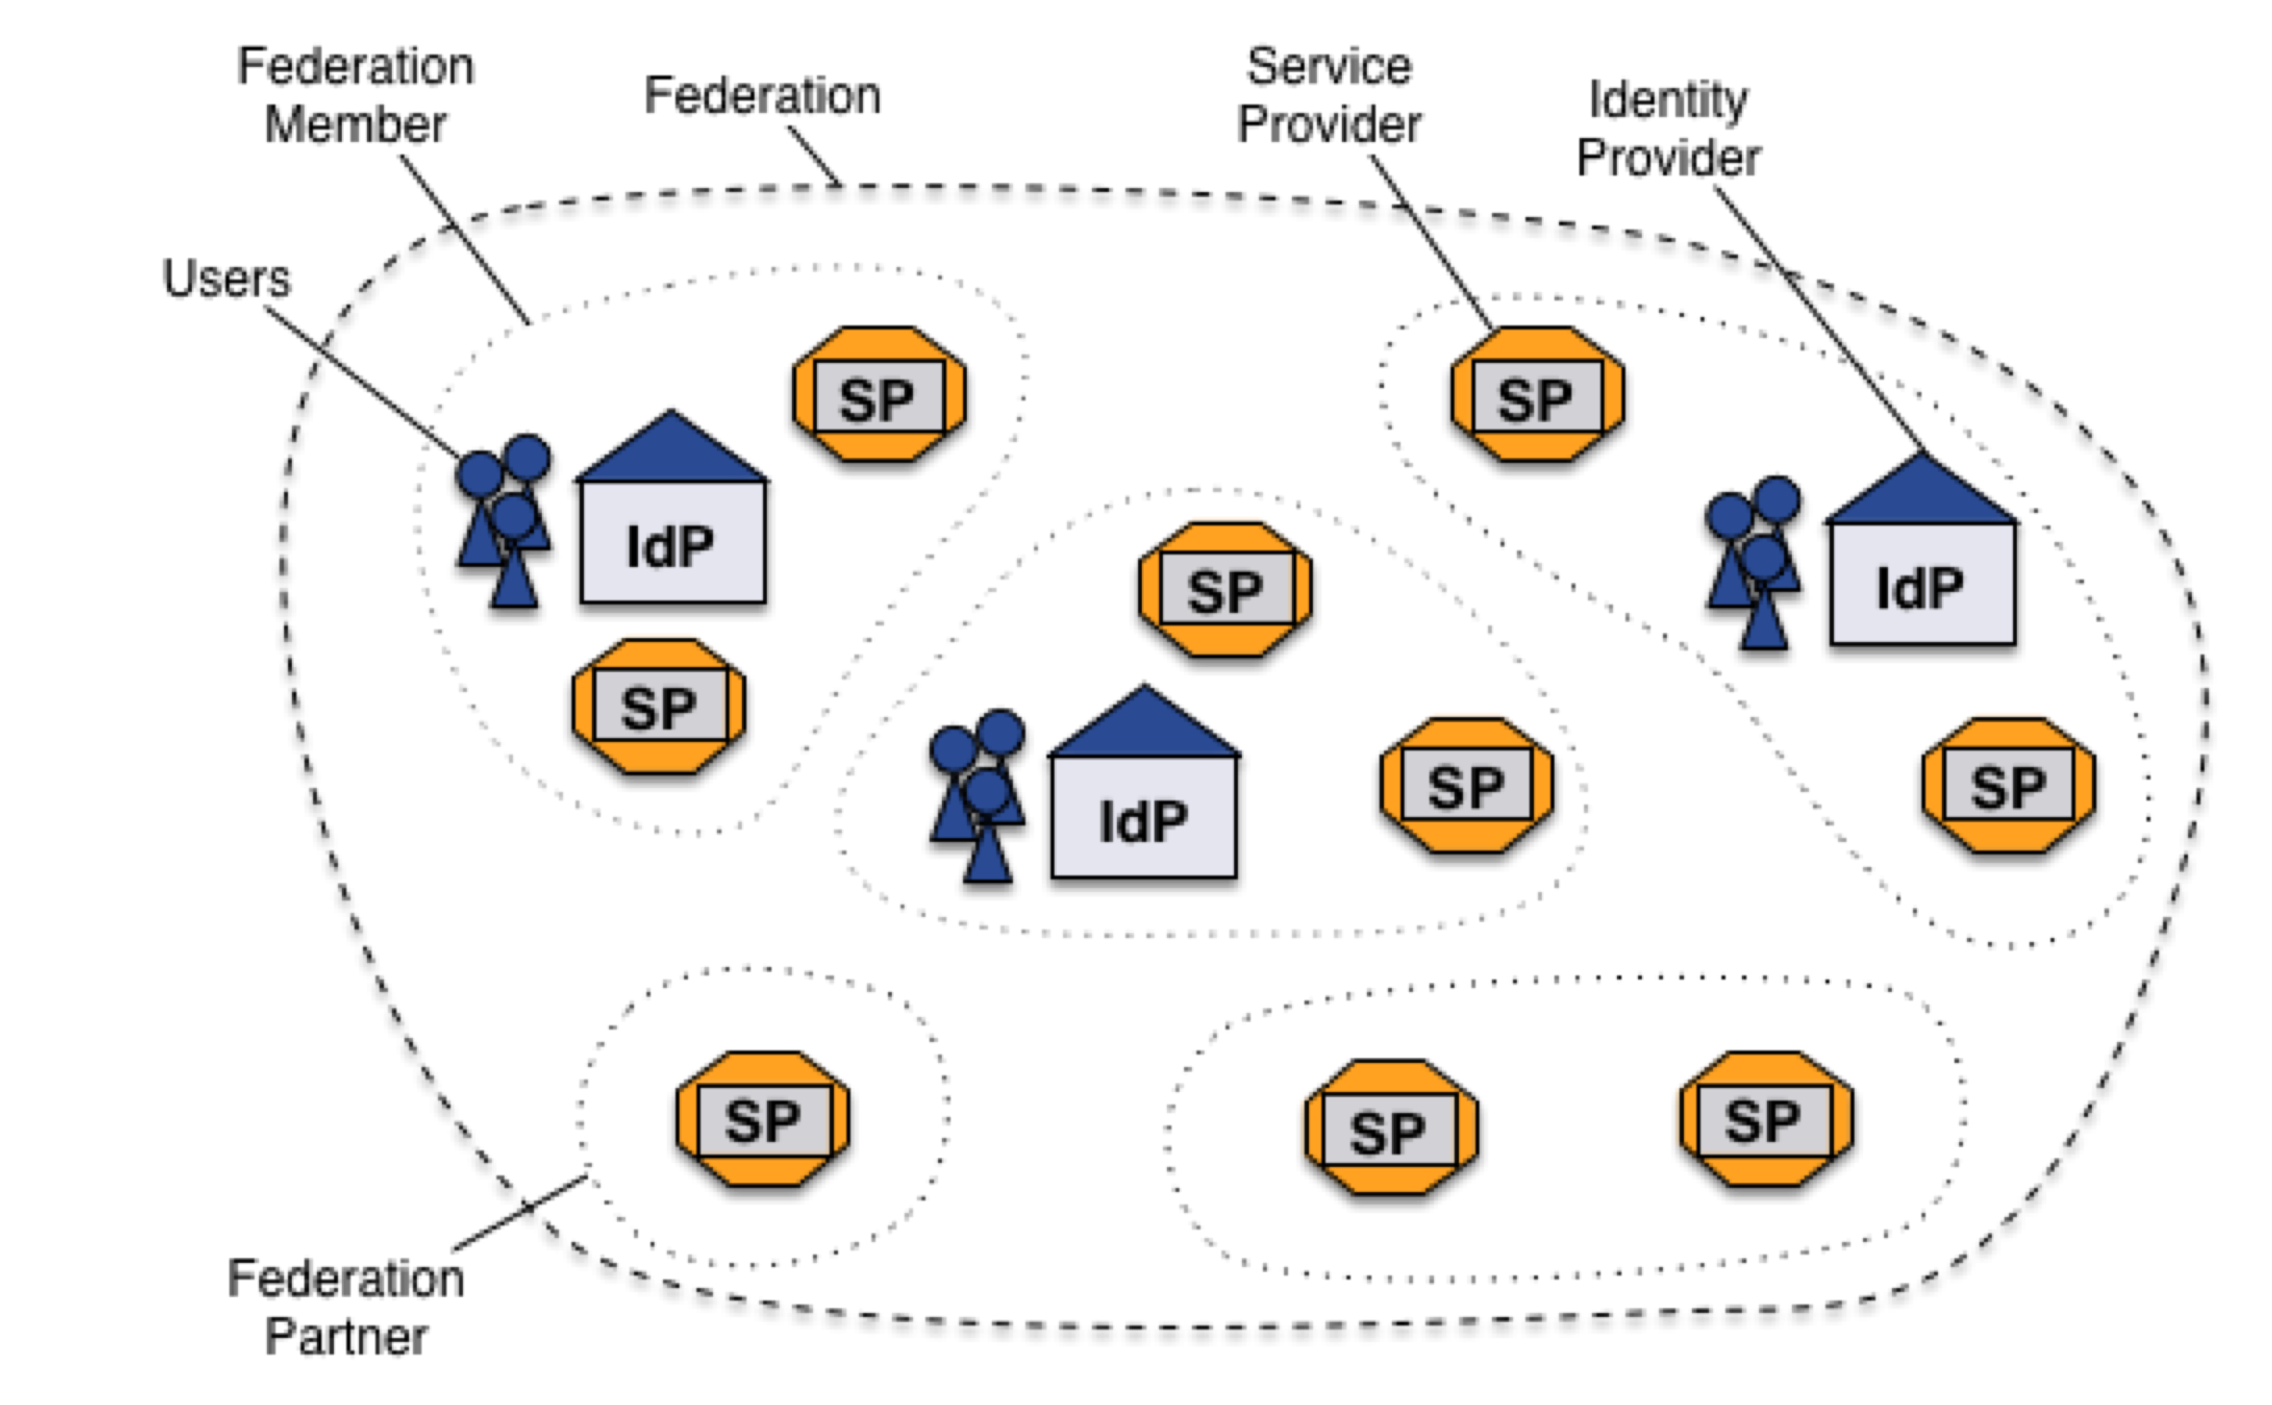 Federation
Member
Federation
Service
Provider
Identity
Provider
Users
SP
SP
IdP
SP
IdP
SP
IdP
SP
SP
SP
SP
SP
SP
Federation
Partner